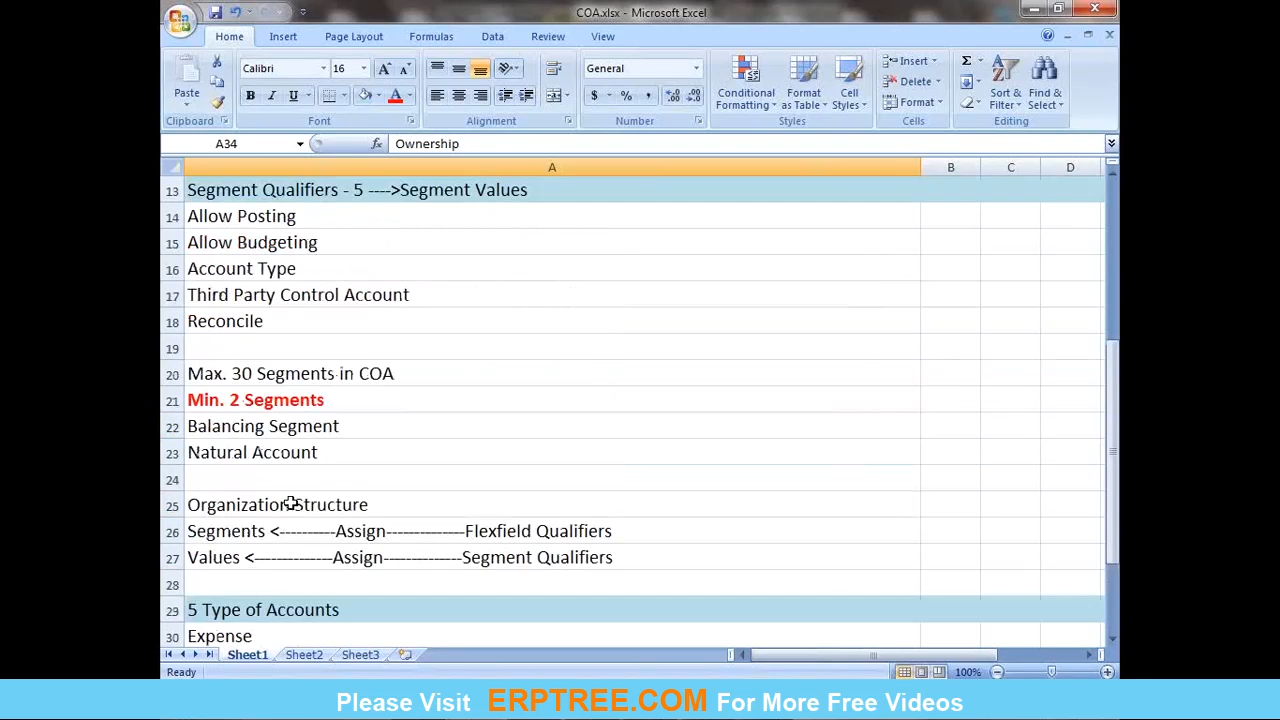 COA.xlsx - Microsoft Excel
Home Insert Page Layout Formulas Data Review View
Paste
Calibri 16
B I U
General
$ % ,
Conditional Formatting
Format as Table
Cell Styles
Insert
Delete
Format
Σ
Sort & Filter
Find & Select
Clipboard Font Alignment Number Styles Cells Editing
A34 fx Ownership
A B C D
13 Segment Qualifiers - 5 ---->Segment Values
14 Allow Posting
15 Allow Budgeting
16 Account Type
17 Third Party Control Account
18 Reconcile
19
20 Max. 30 Segments in COA
21 Min. 2 Segments
22 Balancing Segment
23 Natural Account
24
25 Organization Structure
26 Segments <----------Assign--------------Flexfield Qualifiers
27 Values <--------------Assign--------------Segment Qualifiers
28
29 5 Type of Accounts
30 Expense
Sheet1 Sheet2 Sheet3
Ready 100%
Please Visit ERPTREE.COM For More Free Videos